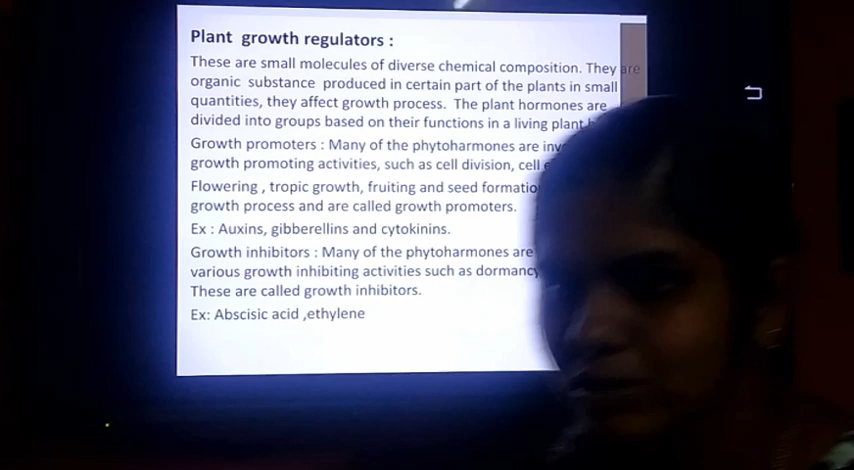 Plant growth regulators :
These are small molecules of diverse chemical composition. They are
organic substance produced in certain part of the plants in small
quantities, they affect growth process. The plant hormones are
divided into groups based on their functions in a living plant
Growth promoters : Many of the phytoharmones are
growth promoting activities, such as cell division, cell
Flowering , tropic growth, fruiting and seed
growth process and are called growth promoters.
Ex : Auxins, gibberellins and cytokinins.
Growth inhibitors : Many of the phytoharmones are
various growth inhibiting activities such as dormancy
These are called growth inhibitors.
Ex: Abscisic acid ,ethylene